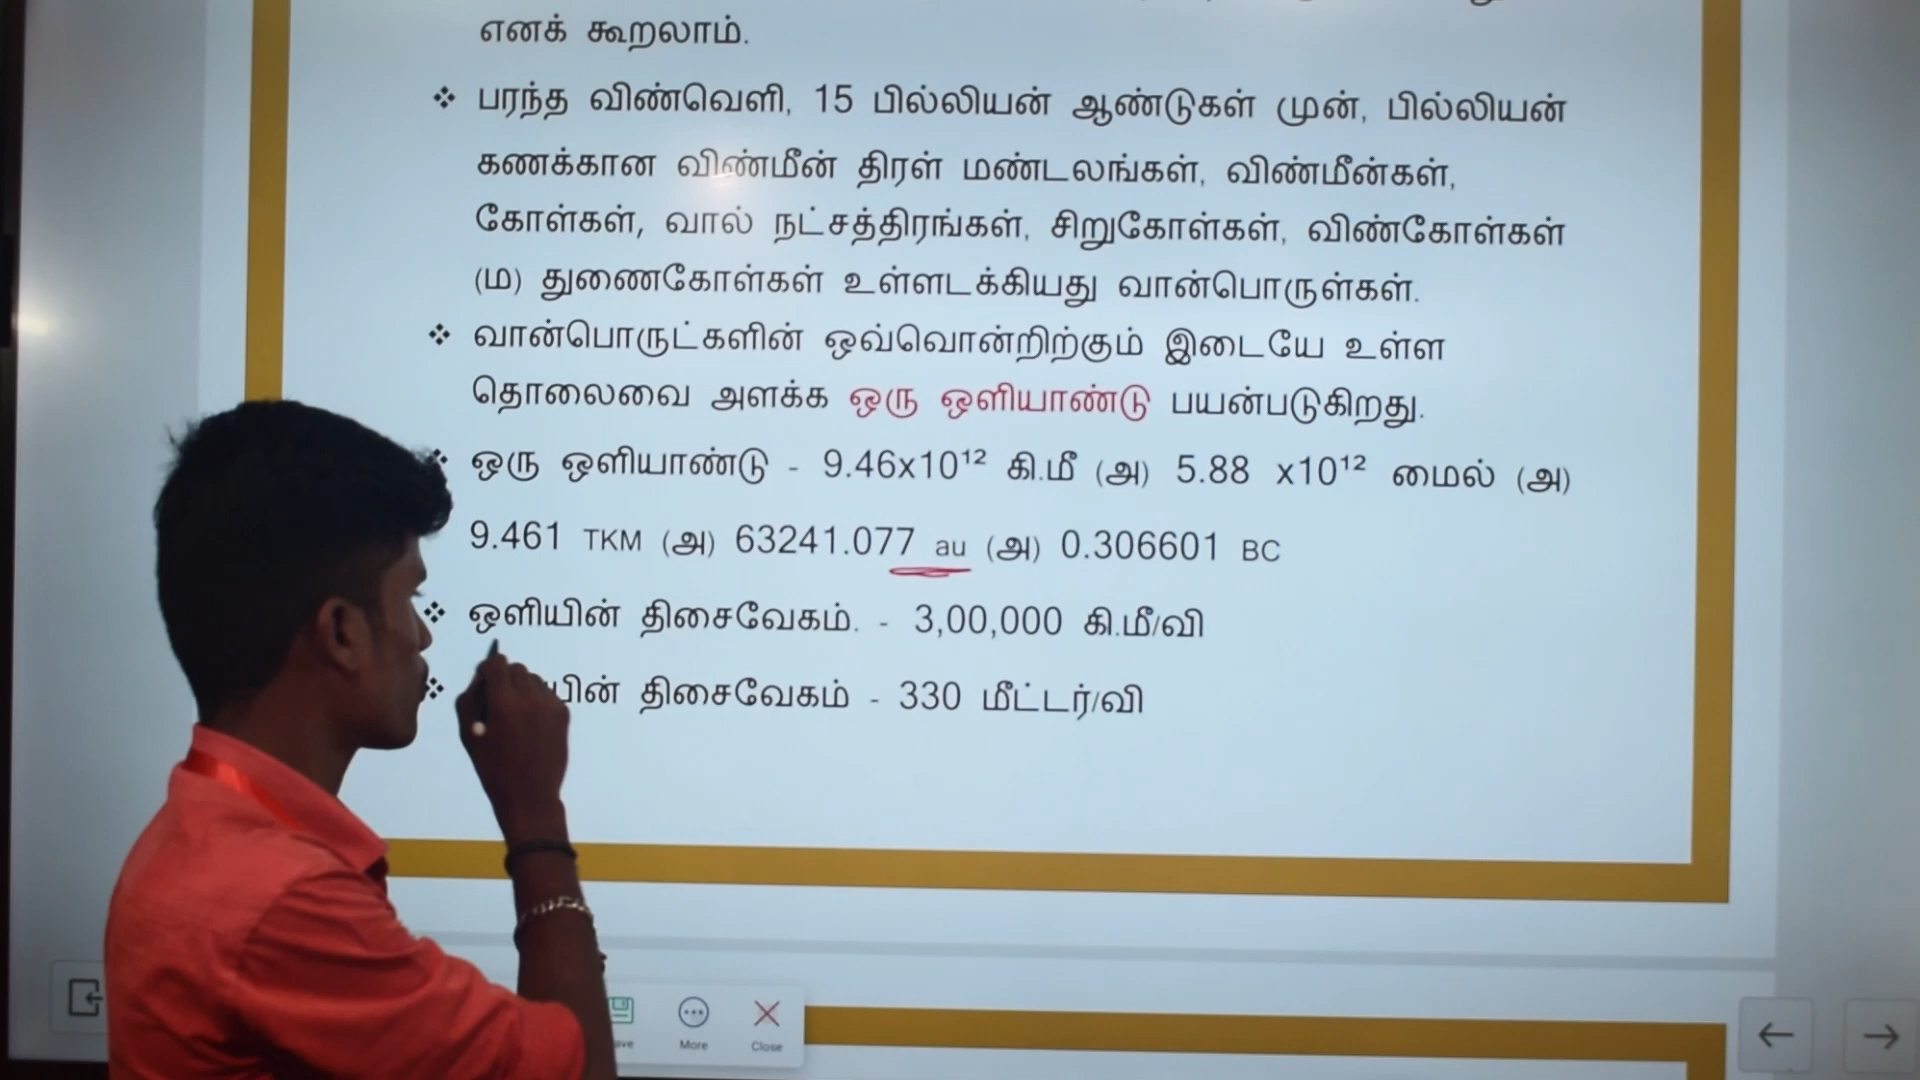 எனக் கூறலாம்.
❖ பரந்த விண்வெளி, 15 பில்லியன் ஆண்டுகள் முன், பில்லியன்
கணக்கான விண்மீன் திரள் மண்டலங்கள், விண்மீன்கள்,
கோள்கள், வால் நட்சத்திரங்கள், சிறுகோள்கள், விண்கோள்கள்
(ம) துணைகோள்கள் உள்ளடக்கியது வான்பொருள்கள்.
❖ வான்பொருட்களின் ஒவ்வொன்றிற்கும் இடையே உள்ள
தொலைவை அளக்க ஒரு ஒளியாண்டு பயன்படுகிறது.
❖ ஒரு ஒளியாண்டு - 9.46x10¹² கி.மீ (அ) 5.88 x10¹² மைல் (அ)
9.461 TKM (அ) 63241.077 au (அ) 0.306601 BC
❖ ஒளியின் திசைவேகம். - 3,00,000 கி.மீ/வி
❖ திசைவேகம் - 330 மீட்டர்/வி
More Close